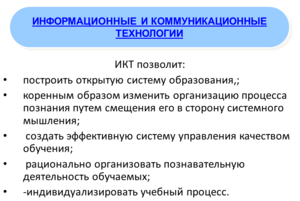 ИНФОРМАЦИОННЫЕ И КОММУНИКАЦИОННЫЕ
ТЕХНОЛОГИИ
ИКТ позволит:
• построить открытую систему образования,;
• коренным образом изменить организацию процесса
познания путем смещения его в сторону системного
мышления;
• создать эффективную систему управления качеством
обучения;
• рационально организовать познавательную
деятельность обучаемых;
• -индивидуализировать учебный процесс.